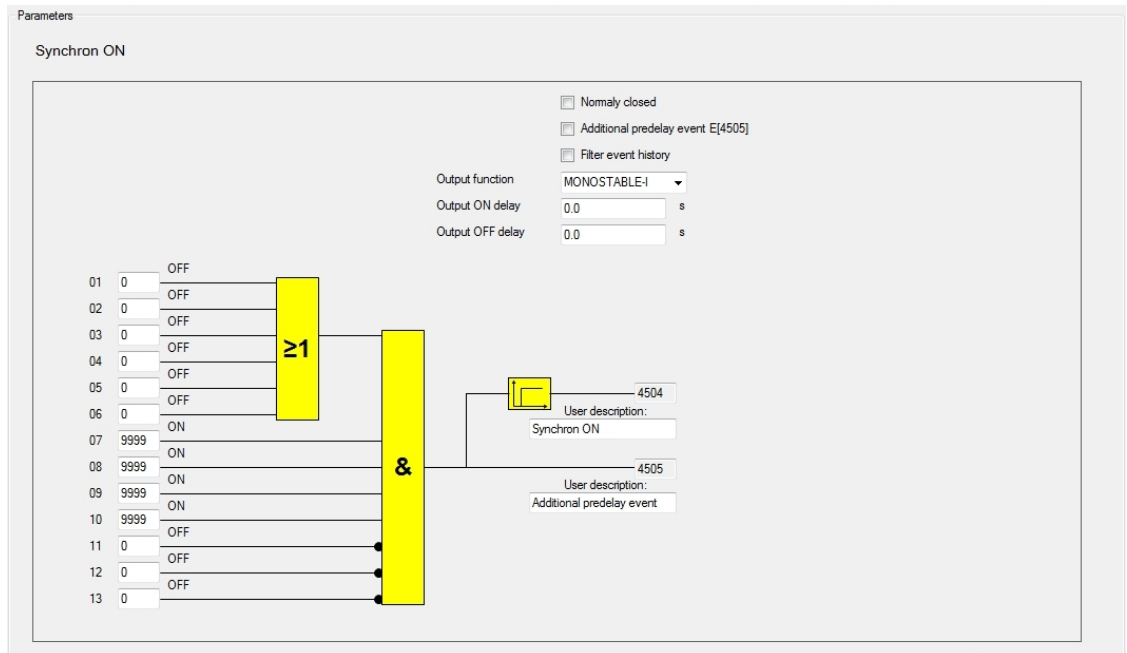 Parameters
Synchron ON
Normaly closed
Additional predelay event E[4505]
Filter event history
Output function MONOSTABLE-I
Output ON delay 0.0 s
Output OFF delay 0.0 s
OFF
01 0
OFF
02 0
OFF
03 0
OFF
04 0
OFF
05 0
OFF
06 0
ON
07 9999
ON
08 9999
ON
09 9999
ON
10 9999
OFF
11 0
OFF
12 0
OFF
13 0
≥1
&
4504
User description:
Synchron ON
4505
User description:
Additional predelay event